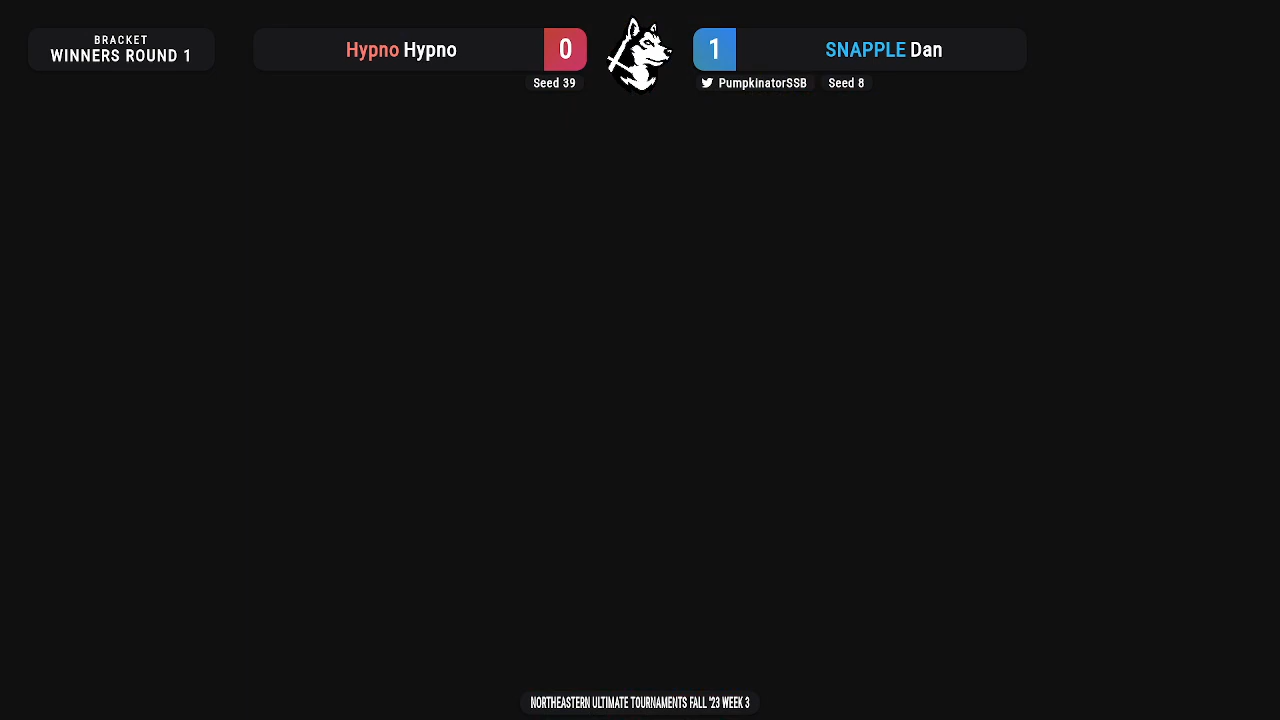 BRACKET
WINNERS ROUND 1
Hypno Hypno
0
Seed 39
1
SNAPPLE Dan
PumpkinatorSSB
Seed 8
NORTHEASTERN ULTIMATE TOURNAMENTS FALL '23 WEEK 3